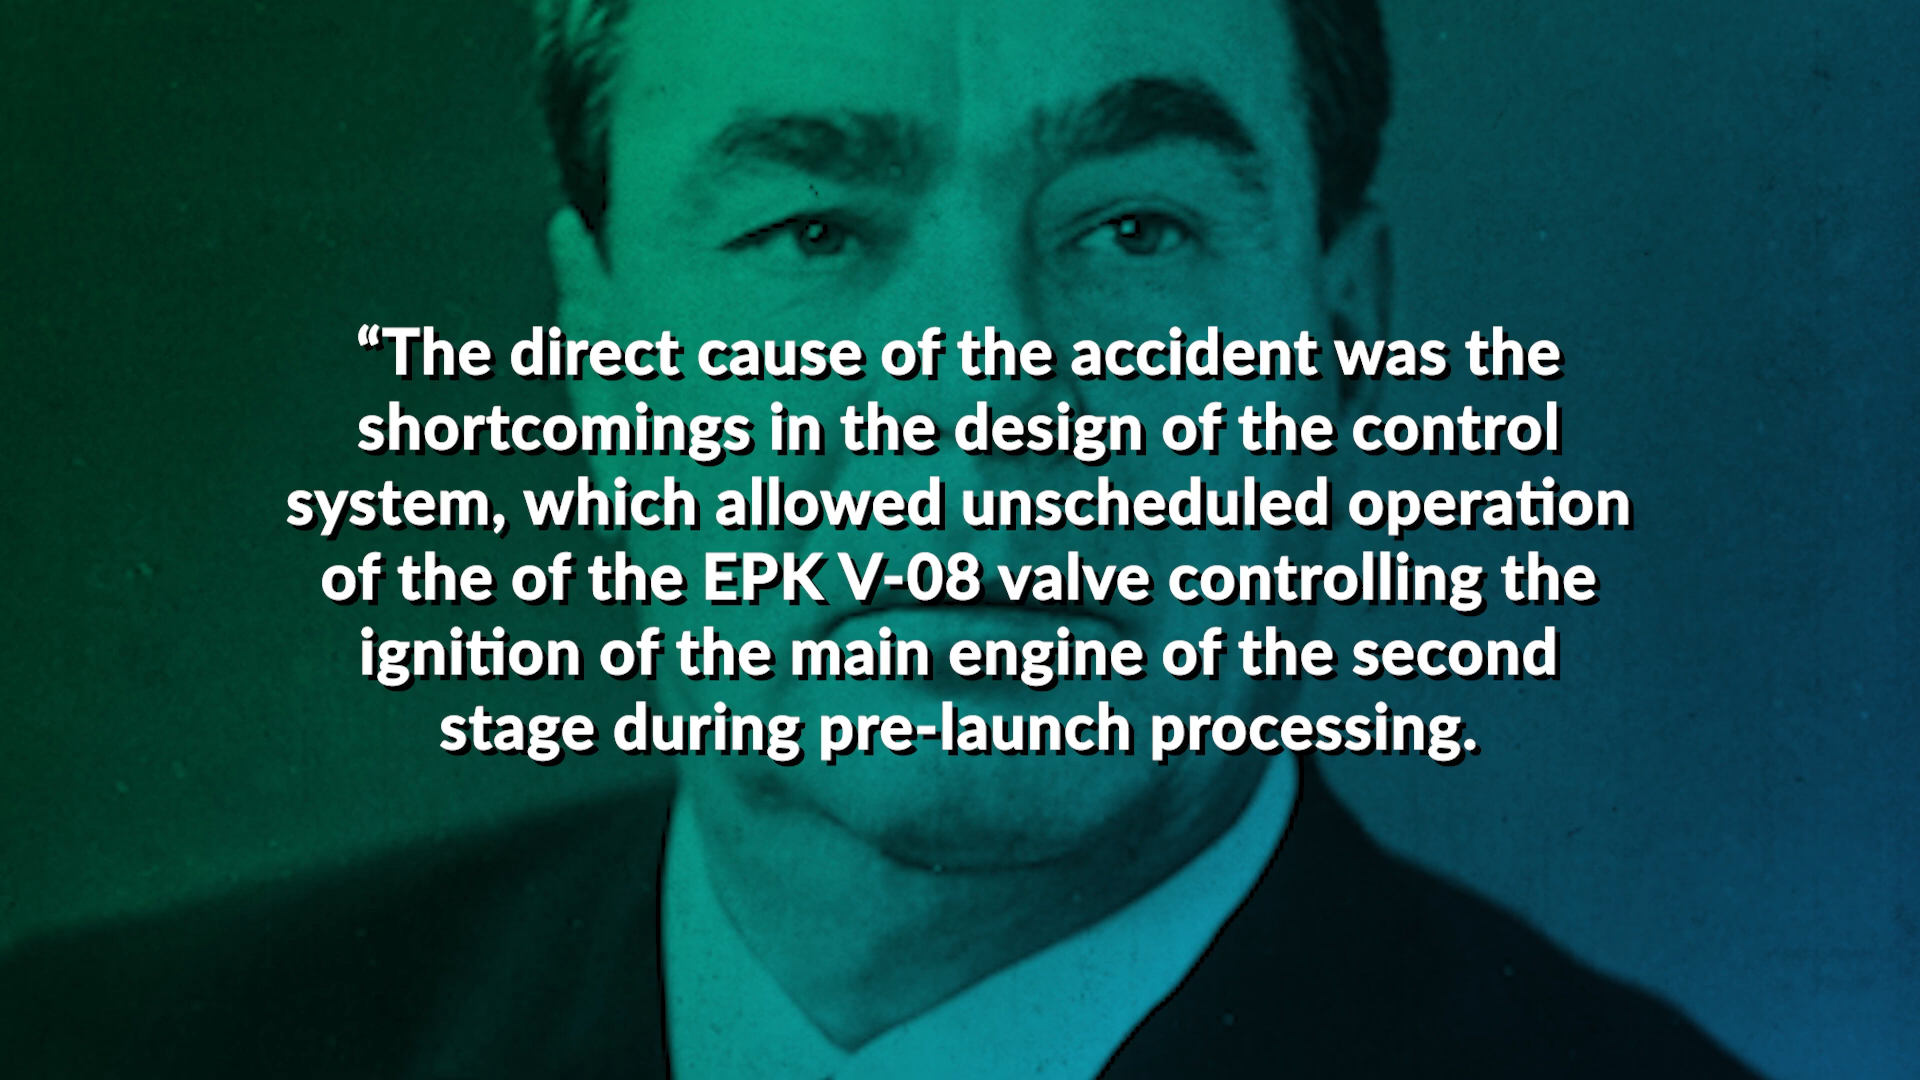 “The direct cause of the accident was the
shortcomings in the design of the control
system, which allowed unscheduled operation
of the of the EPK V-08 valve controlling the
ignition of the main engine of the second
stage during pre-launch processing.